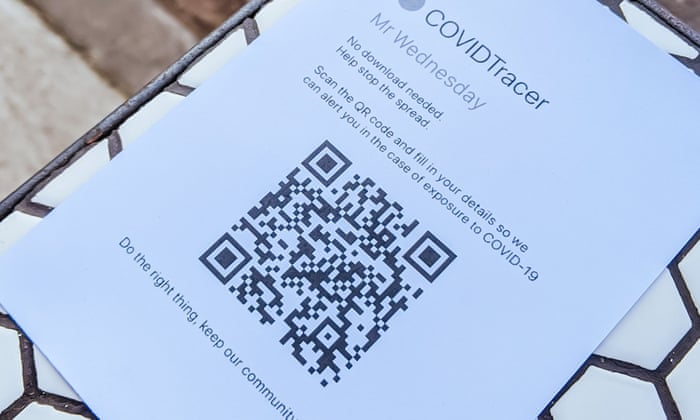 COVIDTracer
Mr Wednesday
No download needed.
Help stop the spread.
Scan the QR code and fill in your details so we
can alert you in the case of exposure to COVID-19
Do the right thing, keep our community